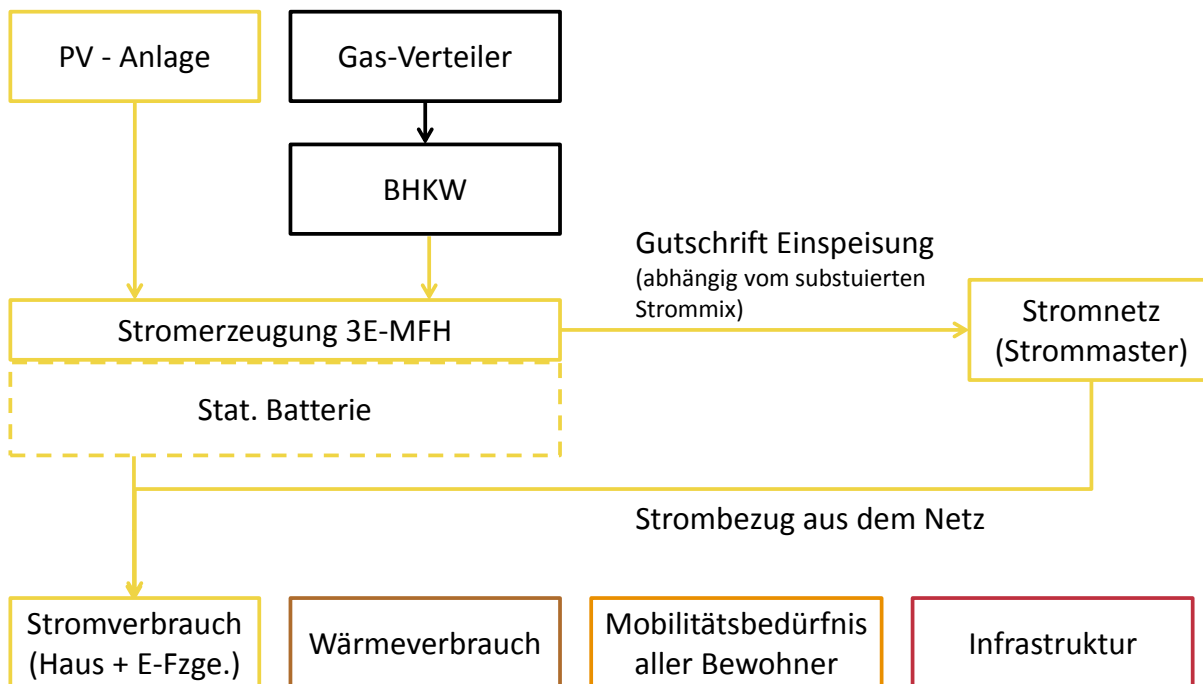 PV - Anlage
Gas-Verteiler
BHKW
Gutschrift Einspeisung
(abhängig vom substuierten
Strommix)
Stromerzeugung 3E-MFH
Stromnetz
(Strommaster)
Stat. Batterie
Strombezug aus dem Netz
Stromverbrauch
(Haus + E-Fzge.)
Wärmeverbrauch
Mobilitätsbedürfnis
aller Bewohner
Infrastruktur